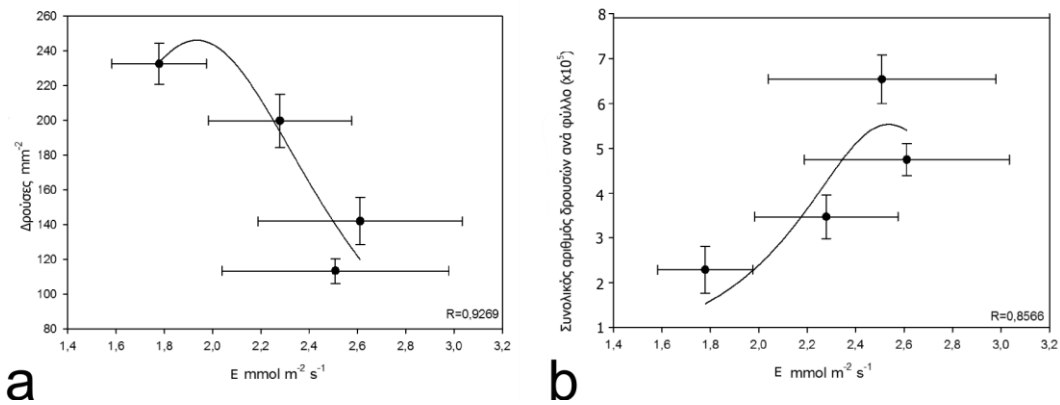 260
240
220
200
180
160
140
120
100
80
Δρούσες mm⁻²
1,4 1,6 1,8 2,0 2,2 2,4 2,6 2,8 3,0 3,2
E mmol m⁻² s⁻¹
R=0,9269
a
8
7
6
5
4
3
2
1
Συνολικός αριθμός δρουσών ανά φύλλο (x10⁵)
1,4 1,6 1,8 2,0 2,2 2,4 2,6 2,8 3,0 3,2
E mmol m⁻² s⁻¹
R=0,8566
b